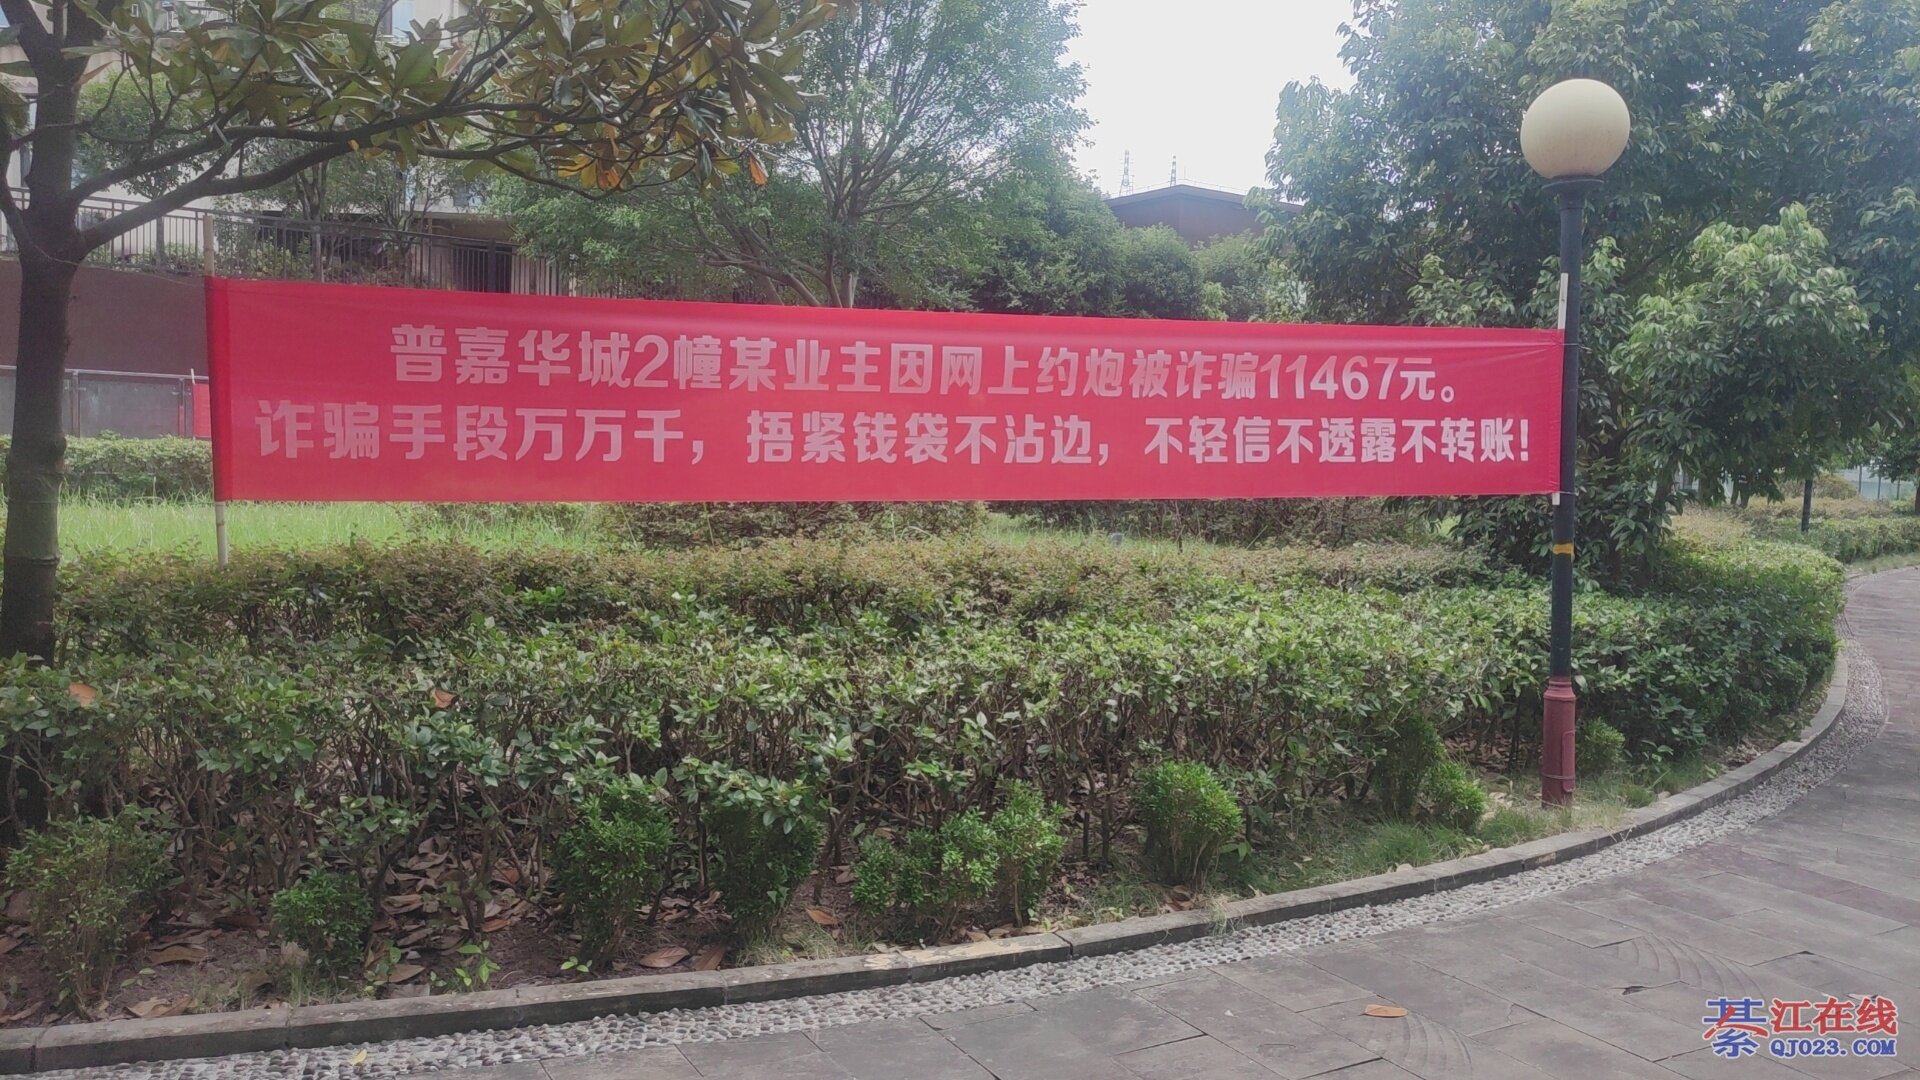 普嘉华城2幢某业主因网上约炮被诈骗11467元。
诈骗手段万万千，捂紧钱袋不沾边，不轻信不透露不转账！
綦江在线
QJ023.COM